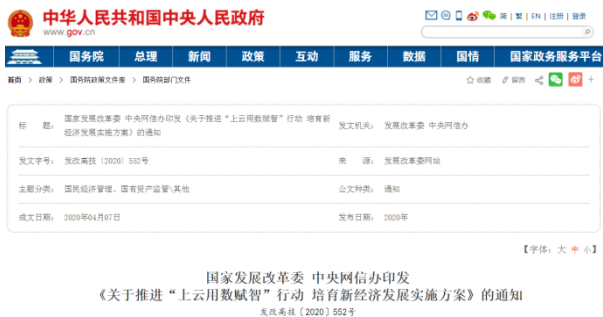 中华人民共和国中央人民政府
www.gov.cn
简 | 繁 | EN | 注册 | 登录
国务院 总理 新闻 政策 互动 服务 数据 国情 国家政务服务平台
首页 > 政策 > 国务院政策文件库 > 国务院部门文件
收藏 留言
标 题： 国家发展改革委 中央网信办印发《关于推进“上云用数赋智”行动 培育新 发文机关： 发展改革委 中央网信办
经济发展实施方案》的通知
发文字号： 发改高技〔2020〕552号 来 源： 发展改革委网站
主题分类： 国民经济管理、国有资产监管\其他 公文种类： 通知
成文日期： 2020年04月07日 发布日期： 2020年
【字体：大 中 小】
国家发展改革委 中央网信办印发
《关于推进“上云用数赋智”行动 培育新经济发展实施方案》的通知
发改高技〔2020〕552号